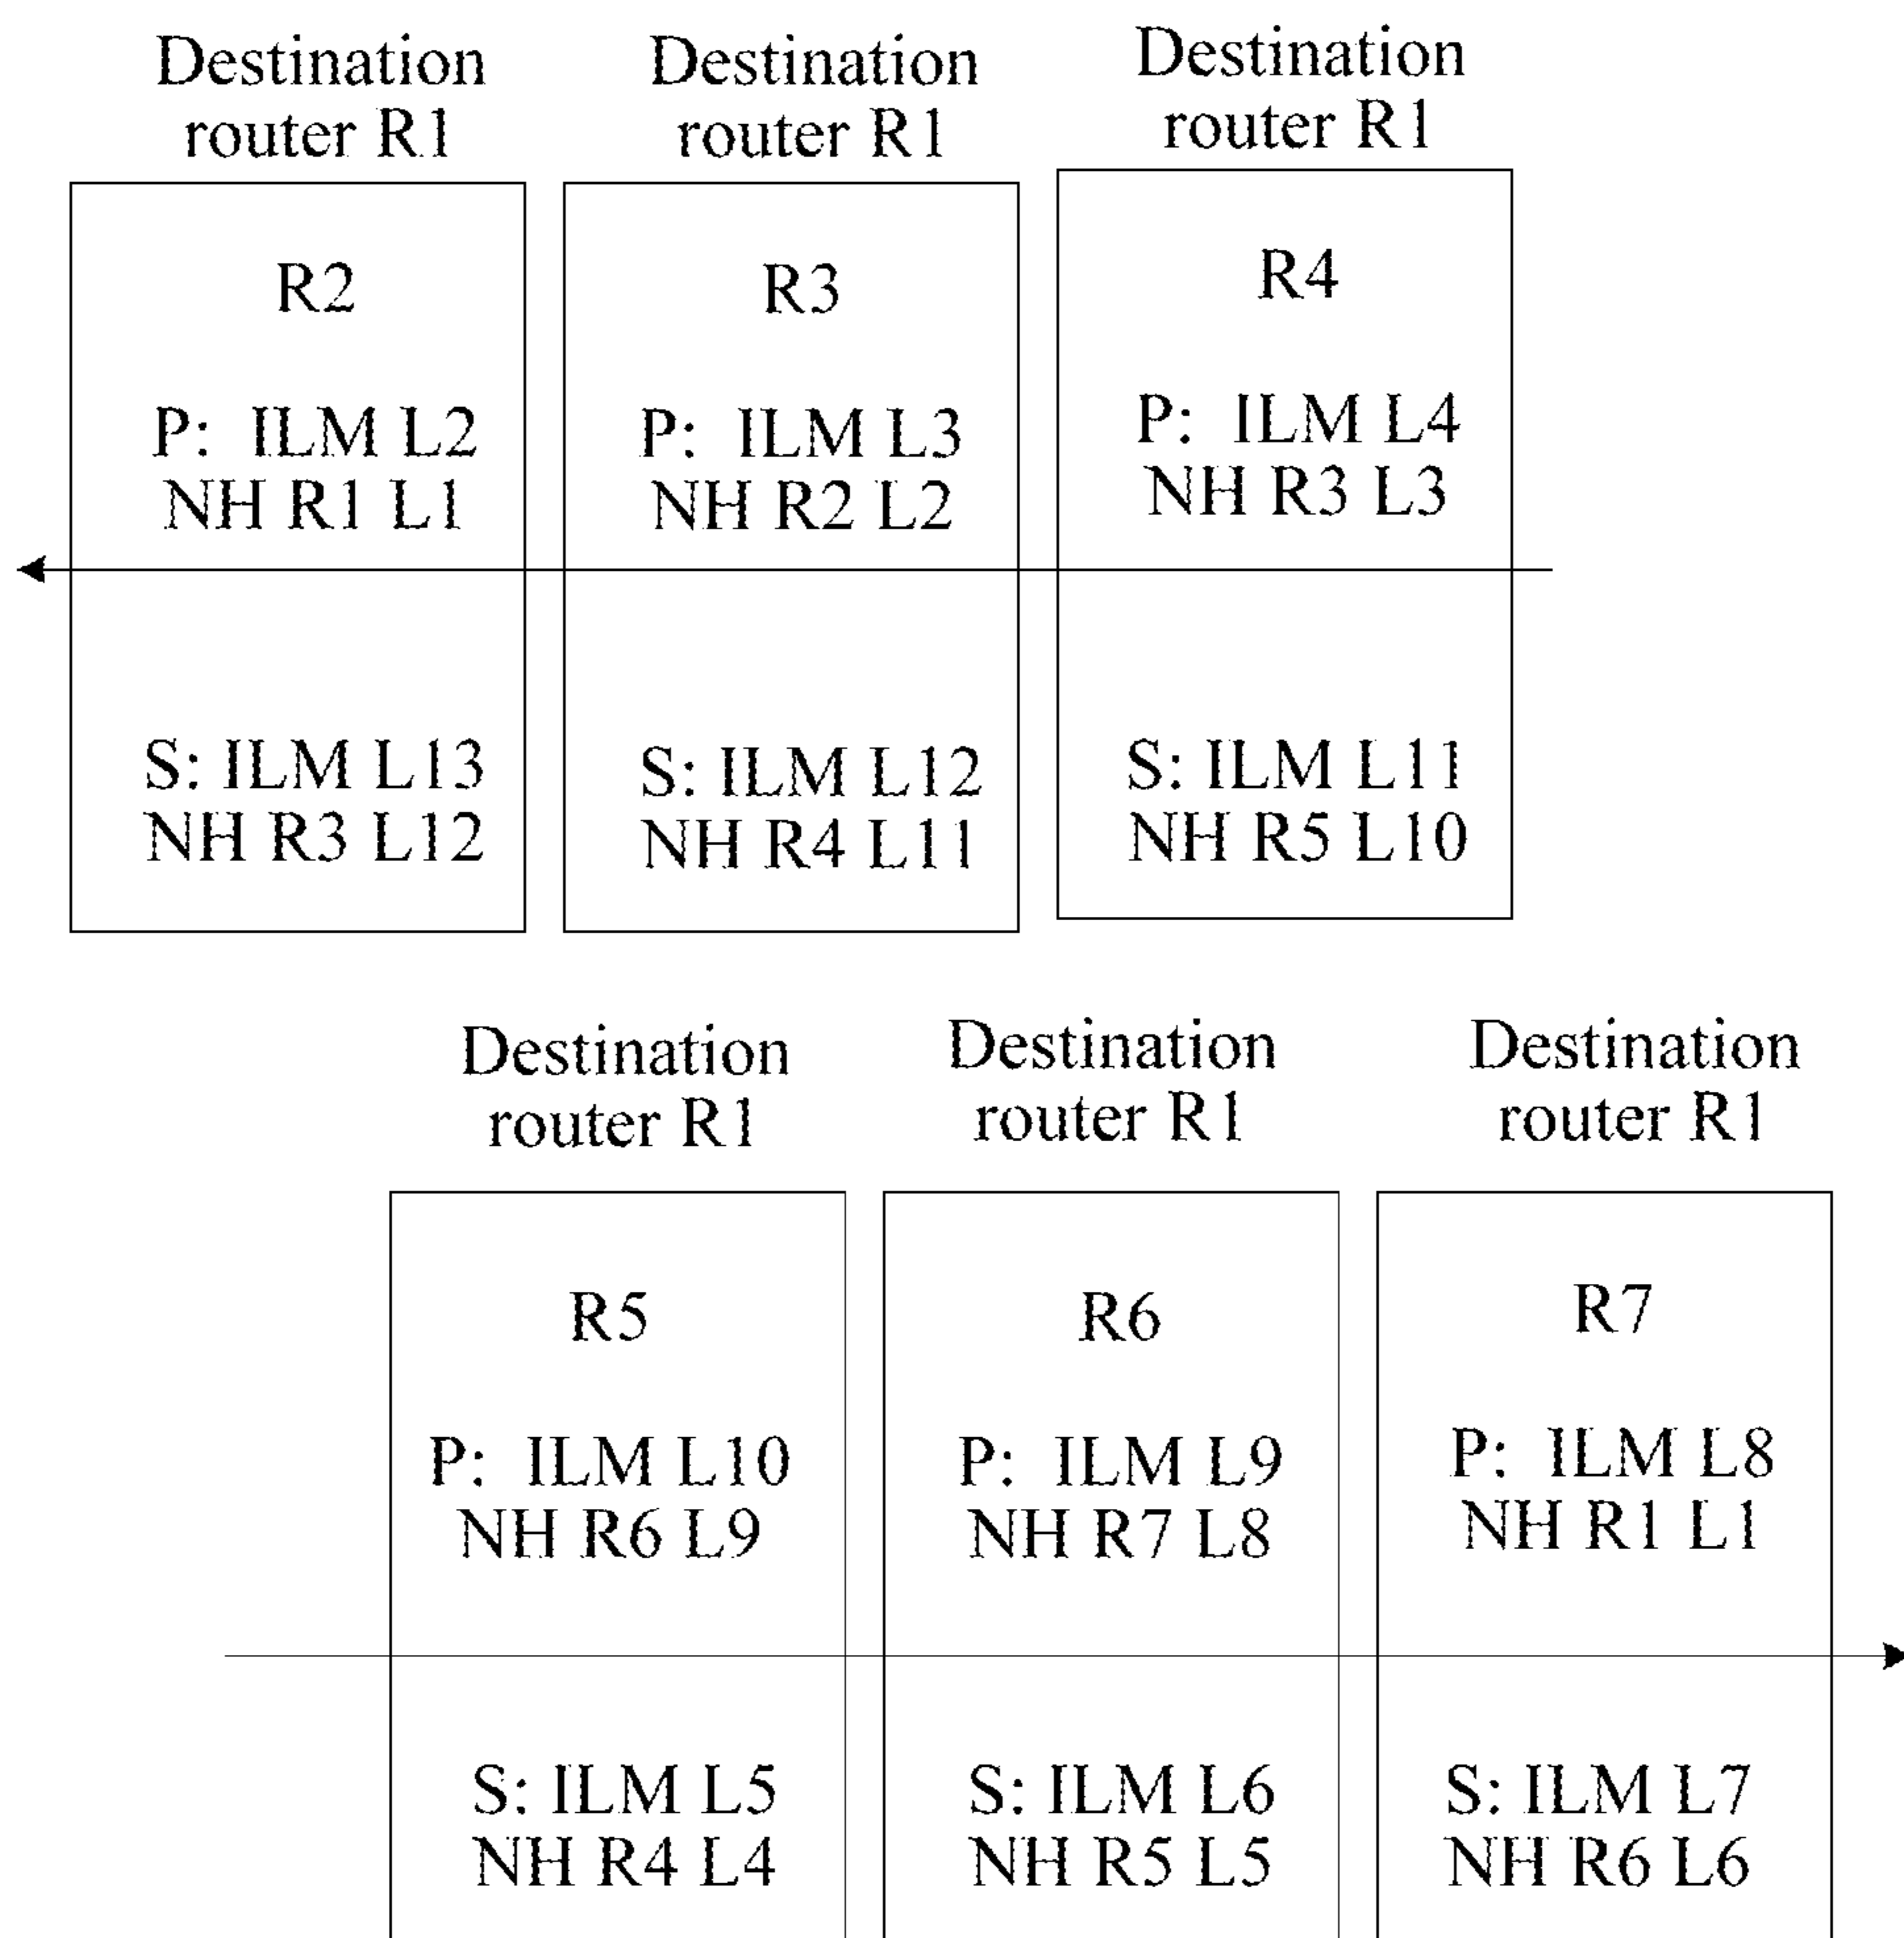 Destination
router R1
Destination
router R1
Destination
router R1
R2
P: ILM L2
NH R1 L1
S: ILM L13
NH R3 L12
R3
P: ILM L3
NH R2 L2
S: ILM L12
NH R4 L11
R4
P: ILM L4
NH R3 L3
S: ILM L11
NH R5 L10
Destination
router R1
Destination
router R1
Destination
router R1
R5
P: ILM L10
NH R6 L9
S: ILM L5
NH R4 L4
R6
P: ILM L9
NH R7 L8
S: ILM L6
NH R5 L5
R7
P: ILM L8
NH R1 L1
S: ILM L7
NH R6 L6